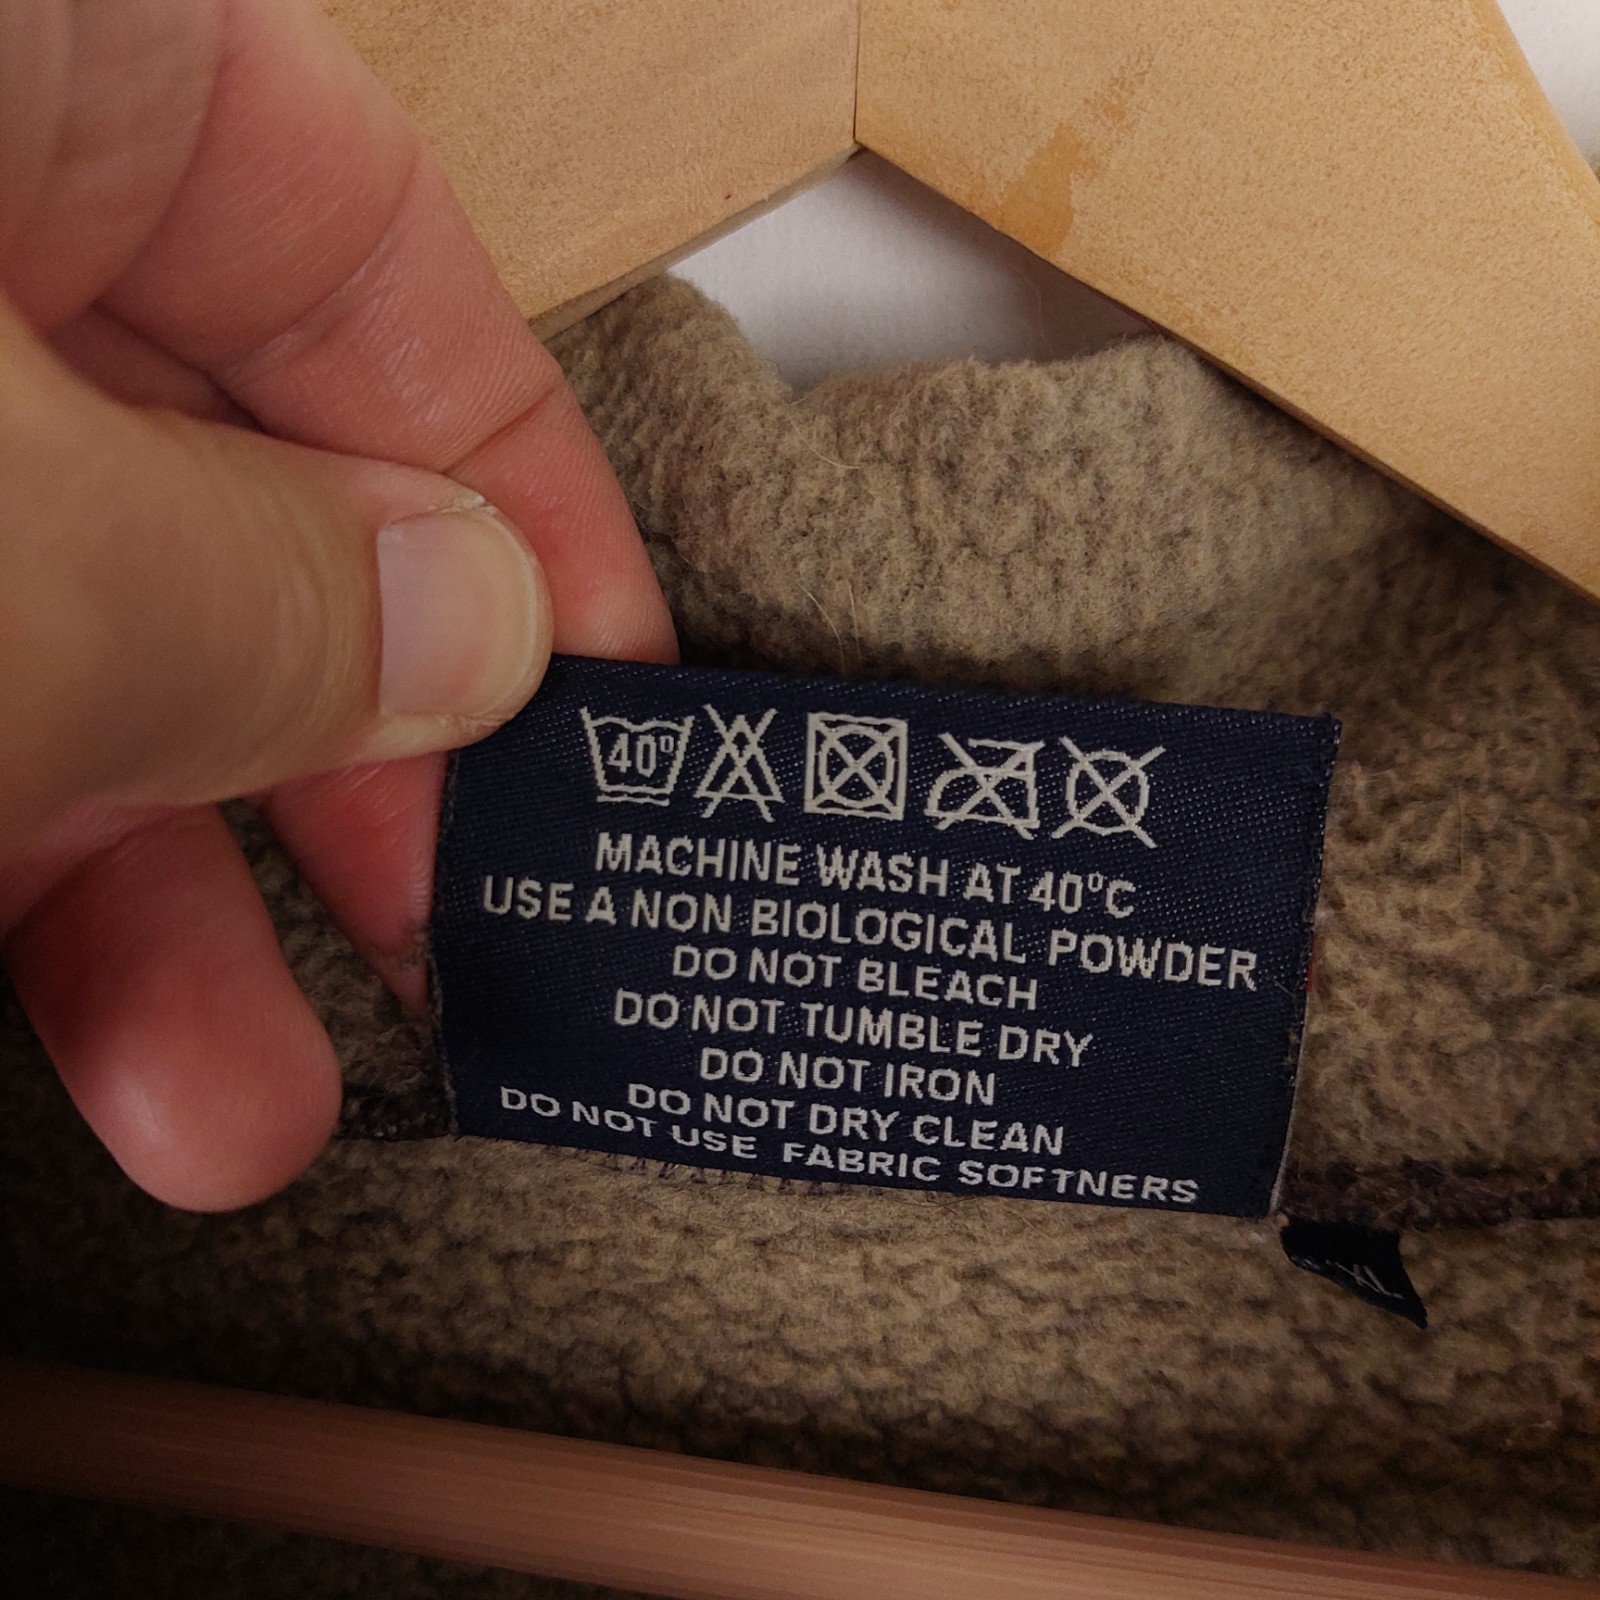 40°
MACHINE WASH AT 40°C
USE A NON BIOLOGICAL POWDER
DO NOT BLEACH
DO NOT TUMBLE DRY
DO NOT IRON
DO NOT DRY CLEAN
DO NOT USE FABRIC SOFTNERS
XL